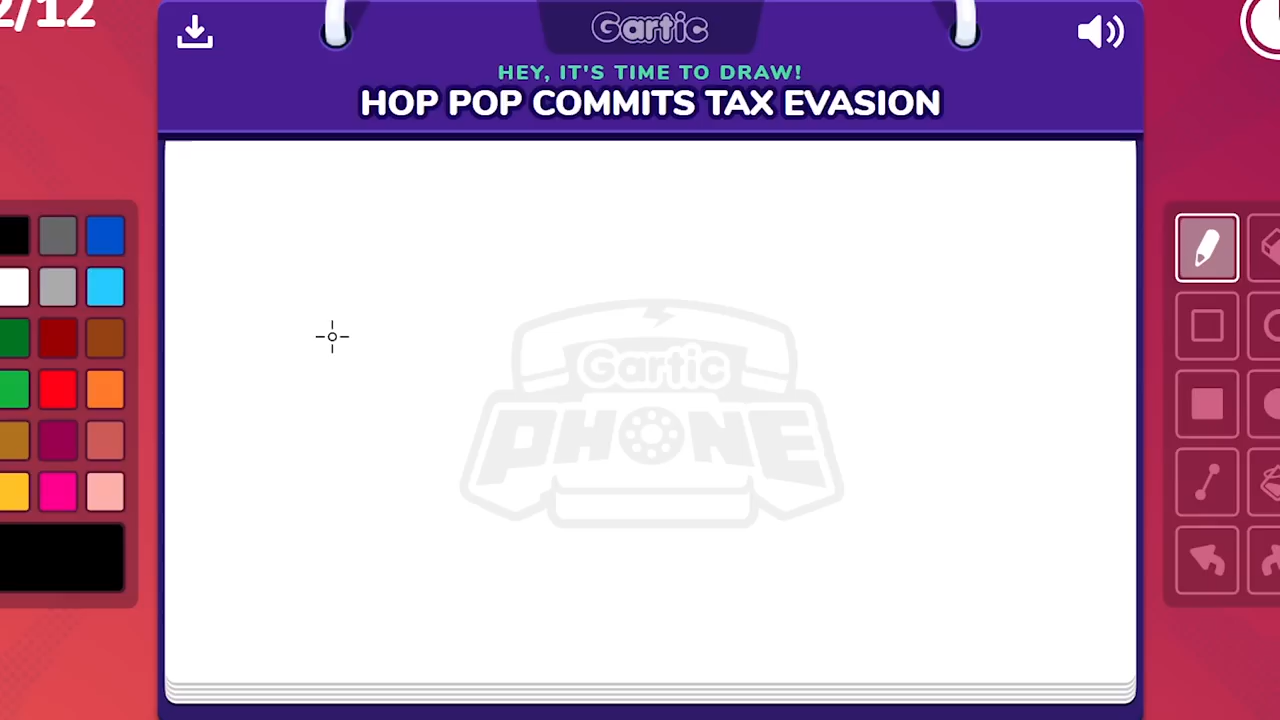 2/12
Gartic
HEY, IT'S TIME TO DRAW!
HOP POP COMMITS TAX EVASION
Gartic
PHONE